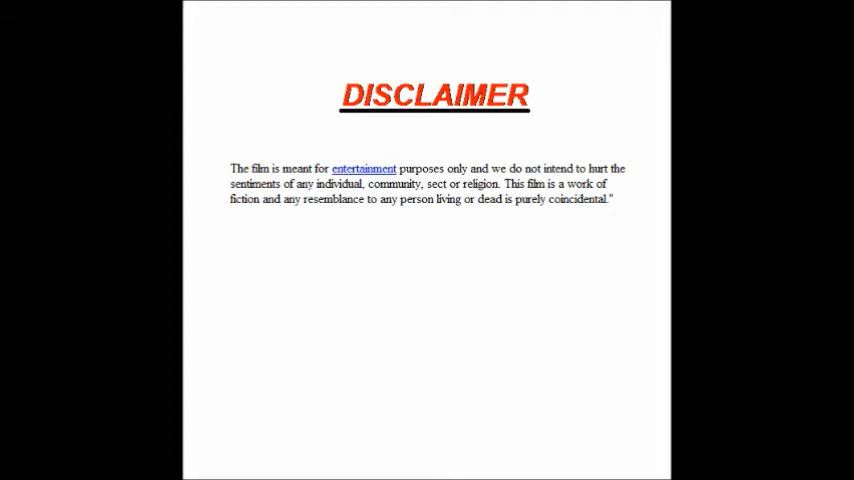 DISCLAIMER
The film is meant for entertainment purposes only and we do not intend to hurt the
sentiments of any individual, community, sect or religion. This film is a work of
fiction and any resemblance to any person living or dead is purely coincidental."